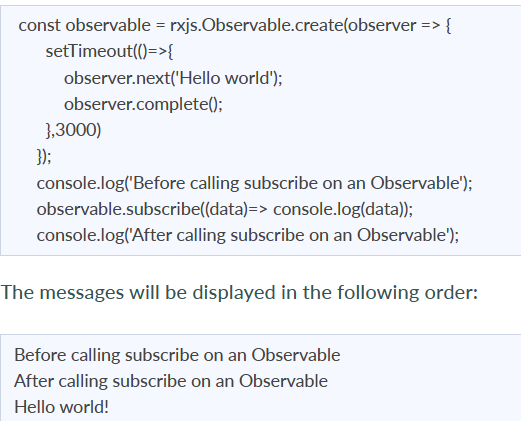 const observable = rxjs.Observable.create(observer => {
setTimeout(()=>{
observer.next('Hello world');
observer.complete();
},3000)
});
console.log('Before calling subscribe on an Observable');
observable.subscribe((data)=> console.log(data));
console.log('After calling subscribe on an Observable');
The messages will be displayed in the following order:
Before calling subscribe on an Observable
After calling subscribe on an Observable
Hello world!